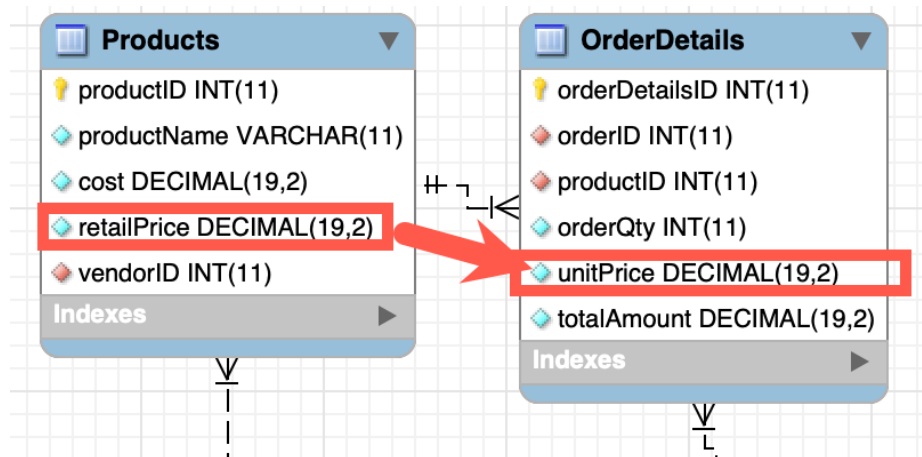 Products
productID INT(11)
productName VARCHAR(11)
cost DECIMAL(19,2)
retailPrice DECIMAL(19,2)
vendorID INT(11)
Indexes
OrderDetails
orderDetailsID INT(11)
orderID INT(11)
productID INT(11)
orderQty INT(11)
unitPrice DECIMAL(19,2)
totalAmount DECIMAL(19,2)
Indexes